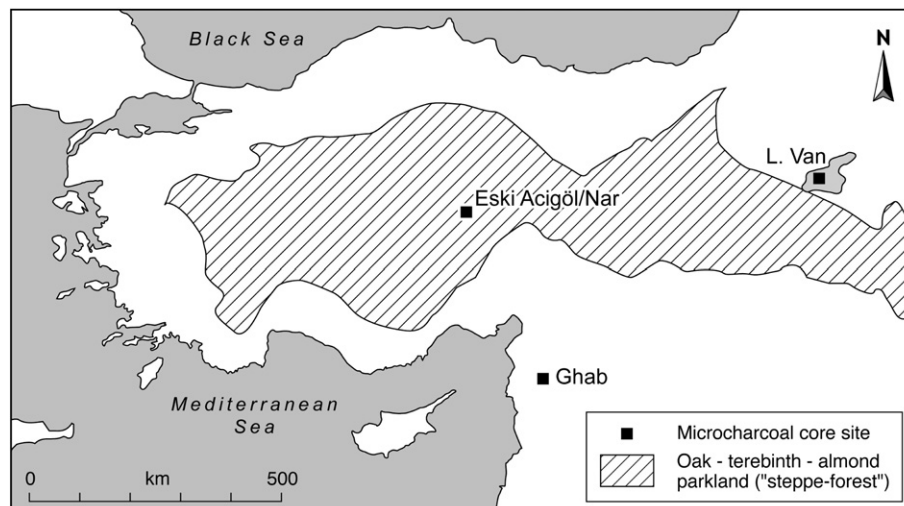 Black Sea
N
L. Van
Eski Acigöl/Nar
Ghab
Mediterranean
Sea
Microcharcoal core site
Oak - terebinth - almond
parkland ("steppe-forest")
0 km 500